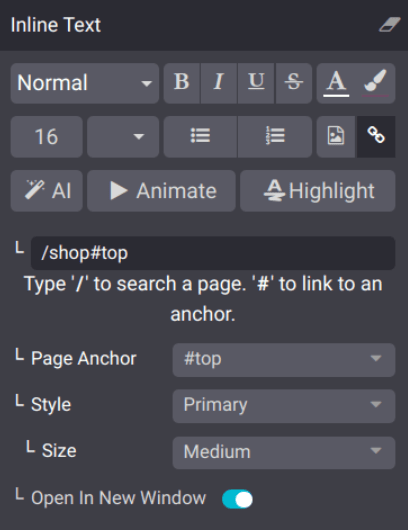 Inline Text
Normal B I U S A
16
AI Animate A Highlight
/shop#top
Type '/' to search a page. '#' to link to an
anchor.
Page Anchor #top
Style Primary
Size Medium
Open In New Window